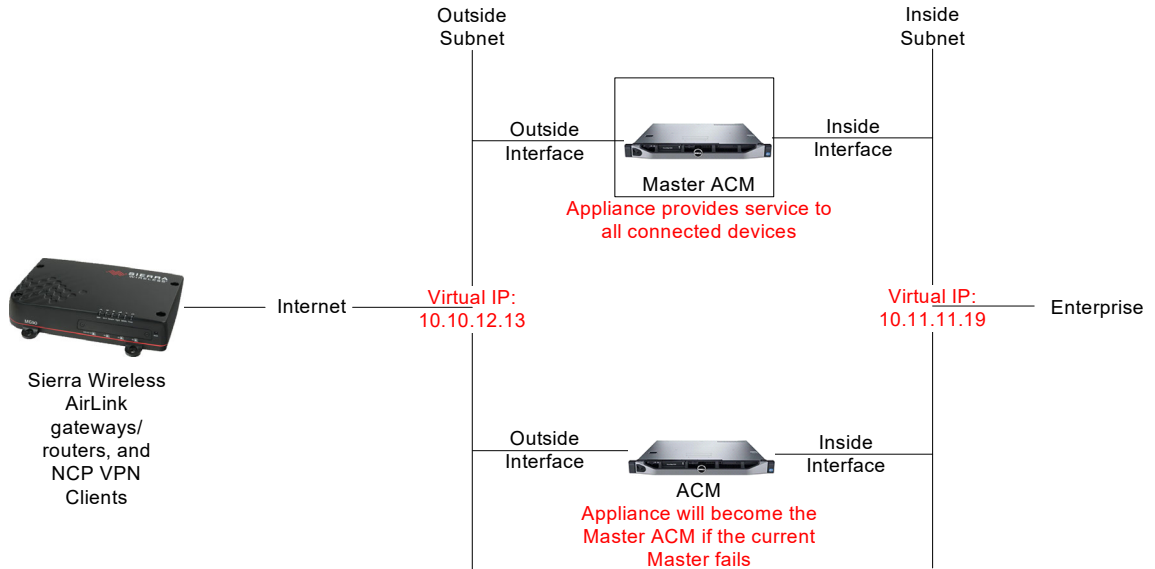 Outside
Subnet
Inside
Subnet
Outside
Interface
Inside
Interface
Master ACM
Appliance provides service to
all connected devices
SIERRA
WIRELESS
Internet
Virtual IP:
10.10.12.13
Virtual IP:
10.11.11.19
Enterprise
Sierra Wireless
AirLink
gateways/
routers, and
NCP VPN
Clients
Outside
Interface
Inside
Interface
ACM
Appliance will become the
Master ACM if the current
Master fails